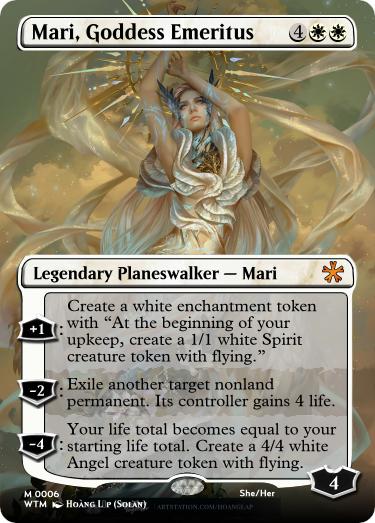 Mari, Goddess Emeritus 4
Legendary Planeswalker — Mari
+1: Create a white enchantment token
with “At the beginning of your
upkeep, create a 1/1 white Spirit
creature token with flying.”
-2: Exile another target nonland
permanent. Its controller gains 4 life.
-4: Your life total becomes equal to your
starting life total. Create a 4/4 white
Angel creature token with flying.
4
M 0006
She/Her
WTM Hoàng Lập (Solan)
ARTSTATION.COM/HOANGLAP